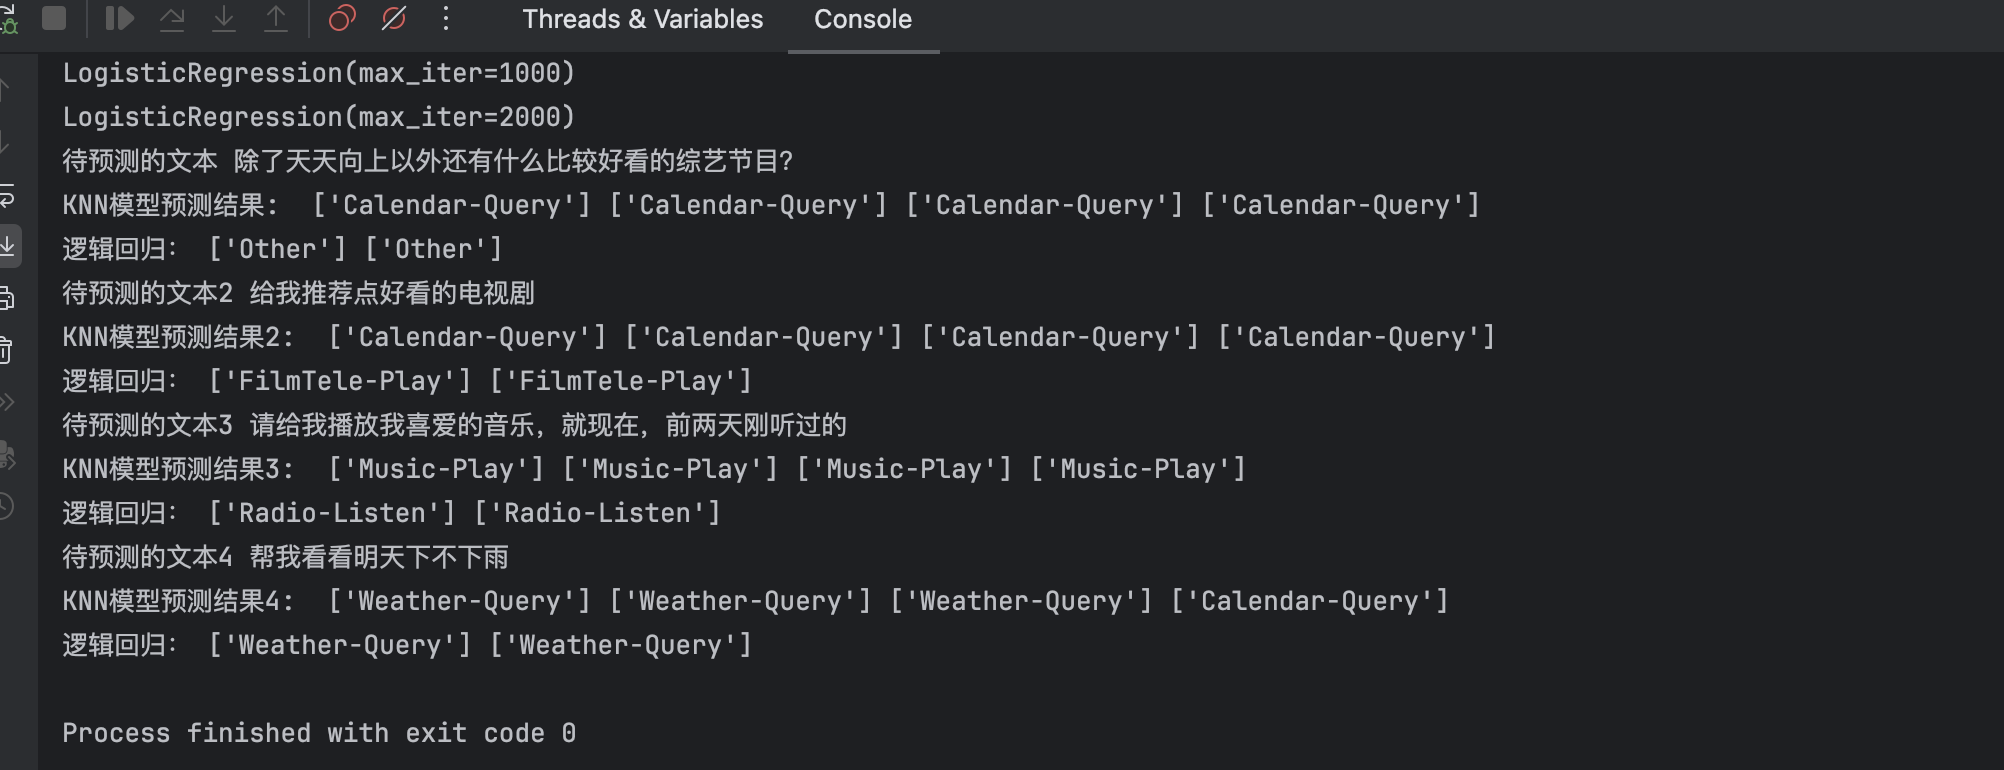 Threads & Variables Console
LogisticRegression(max_iter=1000)
LogisticRegression(max_iter=2000)
待预测的文本 除了天天向上以外还有什么比较好看的综艺节目？
KNN模型预测结果： ['Calendar-Query'] ['Calendar-Query'] ['Calendar-Query'] ['Calendar-Query']
逻辑回归： ['Other'] ['Other']
待预测的文本2 给我推荐点好看的电视剧
KNN模型预测结果2： ['Calendar-Query'] ['Calendar-Query'] ['Calendar-Query'] ['Calendar-Query']
逻辑回归： ['FilmTele-Play'] ['FilmTele-Play']
待预测的文本3 请给我播放我喜爱的音乐，就现在，前两天刚听过的
KNN模型预测结果3： ['Music-Play'] ['Music-Play'] ['Music-Play'] ['Music-Play']
逻辑回归： ['Radio-Listen'] ['Radio-Listen']
待预测的文本4 帮我看看明天下不下雨
KNN模型预测结果4： ['Weather-Query'] ['Weather-Query'] ['Weather-Query'] ['Calendar-Query']
逻辑回归： ['Weather-Query'] ['Weather-Query']
Process finished with exit code 0